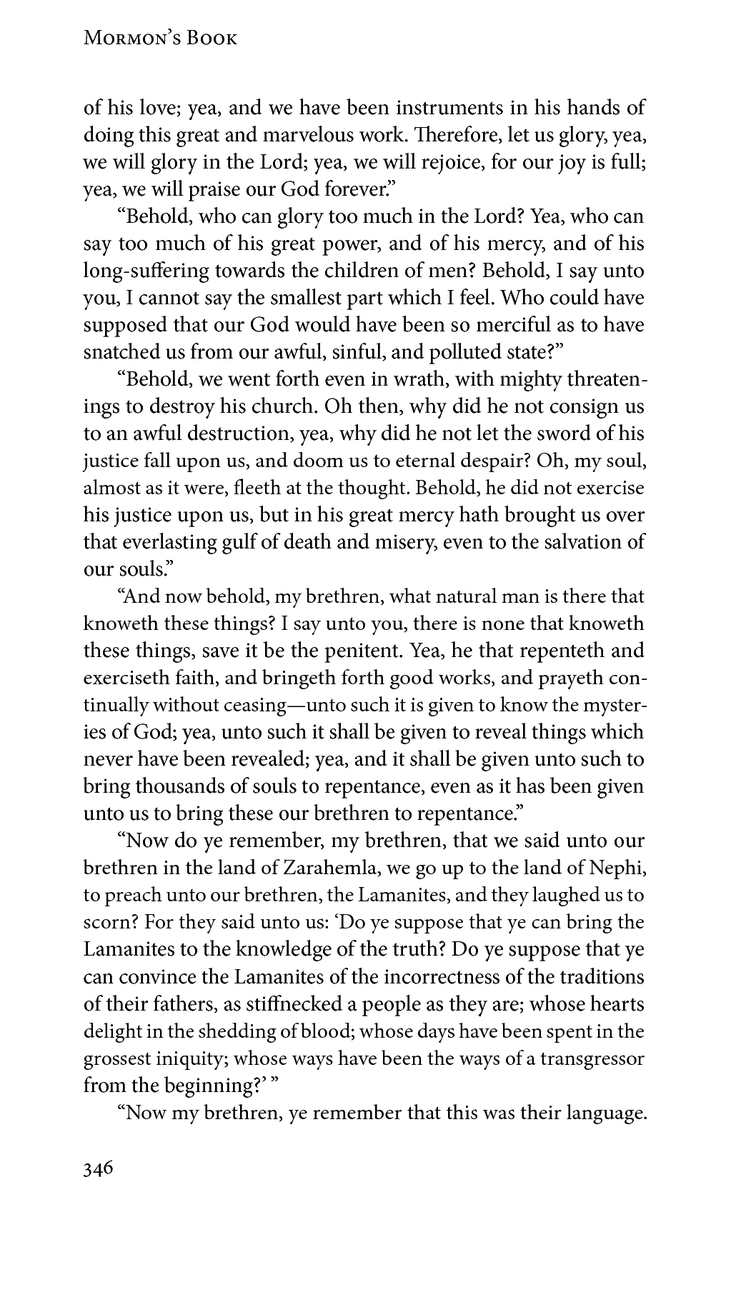 Mormon’s Book
of his love; yea, and we have been instruments in his hands of
doing this great and marvelous work. Therefore, let us glory, yea,
we will glory in the Lord; yea, we will rejoice, for our joy is full;
yea, we will praise our God forever.”
“Behold, who can glory too much in the Lord? Yea, who can
say too much of his great power, and of his mercy, and of his
long-suffering towards the children of men? Behold, I say unto
you, I cannot say the smallest part which I feel. Who could have
supposed that our God would have been so merciful as to have
snatched us from our awful, sinful, and polluted state?”
“Behold, we went forth even in wrath, with mighty threaten-
ings to destroy his church. Oh then, why did he not consign us
to an awful destruction, yea, why did he not let the sword of his
justice fall upon us, and doom us to eternal despair? Oh, my soul,
almost as it were, fleeth at the thought. Behold, he did not exercise
his justice upon us, but in his great mercy hath brought us over
that everlasting gulf of death and misery, even to the salvation of
our souls.”
“And now behold, my brethren, what natural man is there that
knoweth these things? I say unto you, there is none that knoweth
these things, save it be the penitent. Yea, he that repenteth and
exerciseth faith, and bringeth forth good works, and prayeth con-
tinually without ceasing—unto such it is given to know the myster-
ies of God; yea, unto such it shall be given to reveal things which
never have been revealed; yea, and it shall be given unto such to
bring thousands of souls to repentance, even as it has been given
unto us to bring these our brethren to repentance.”
“Now do ye remember, my brethren, that we said unto our
brethren in the land of Zarahemla, we go up to the land of Nephi,
to preach unto our brethren, the Lamanites, and they laughed us to
scorn? For they said unto us: ‘Do ye suppose that ye can bring the
Lamanites to the knowledge of the truth? Do ye suppose that ye
can convince the Lamanites of the incorrectness of the traditions
of their fathers, as stiffnecked a people as they are; whose hearts
delight in the shedding of blood; whose days have been spent in the
grossest iniquity; whose ways have been the ways of a transgressor
from the beginning?’ ”
“Now my brethren, ye remember that this was their language.
346